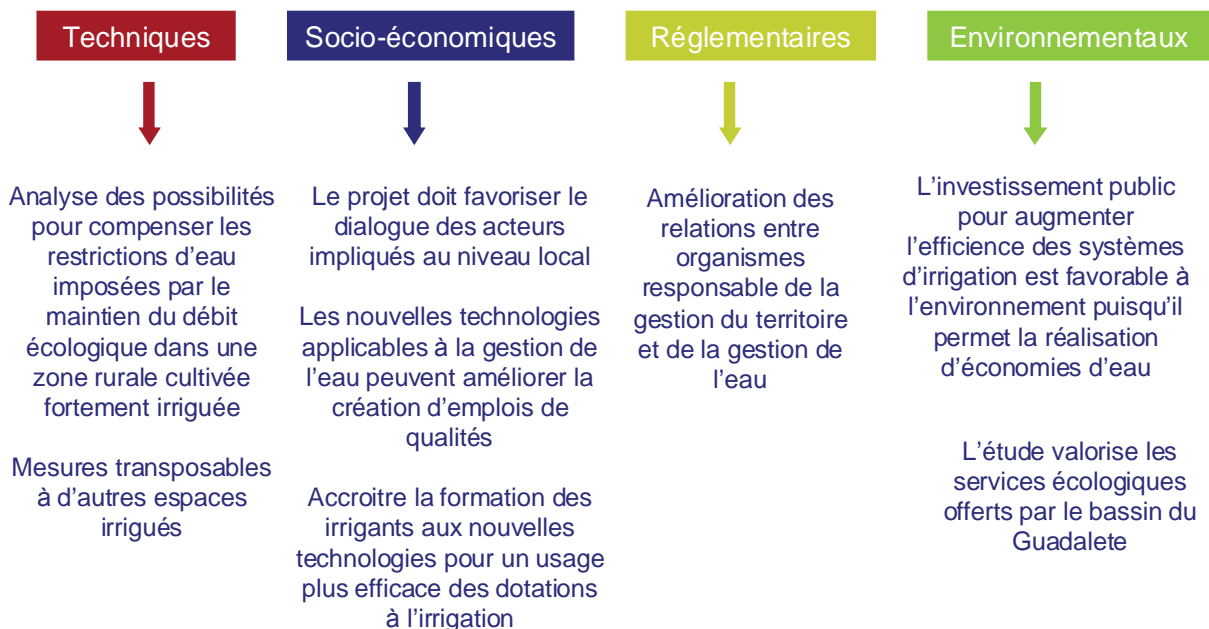 Techniques
Analyse des possibilités
pour compenser les
restrictions d'eau
imposées par le
maintien du débit
écologique dans une
zone rurale cultivée
fortement irriguée
Mesures transposables
à d'autres espaces
irrigués
Socio-économiques
Le projet doit favoriser le
dialogue des acteurs
impliqués au niveau local
Les nouvelles technologies
applicables à la gestion de
l'eau peuvent améliorer la
création d'emplois de
qualités
Accroitre la formation des
irrigants aux nouvelles
technologies pour un usage
plus efficace des dotations
à l'irrigation
Réglementaires
Amélioration des
relations entre
organismes
responsable de la
gestion du territoire
et de la gestion de
l'eau
Environnementaux
L'investissement public
pour augmenter
l'efficience des systèmes
d'irrigation est favorable à
l'environnement puisqu'il
permet la réalisation
d'économies d'eau
L'étude valorise les
services écologiques
offerts par le bassin du
Guadalete